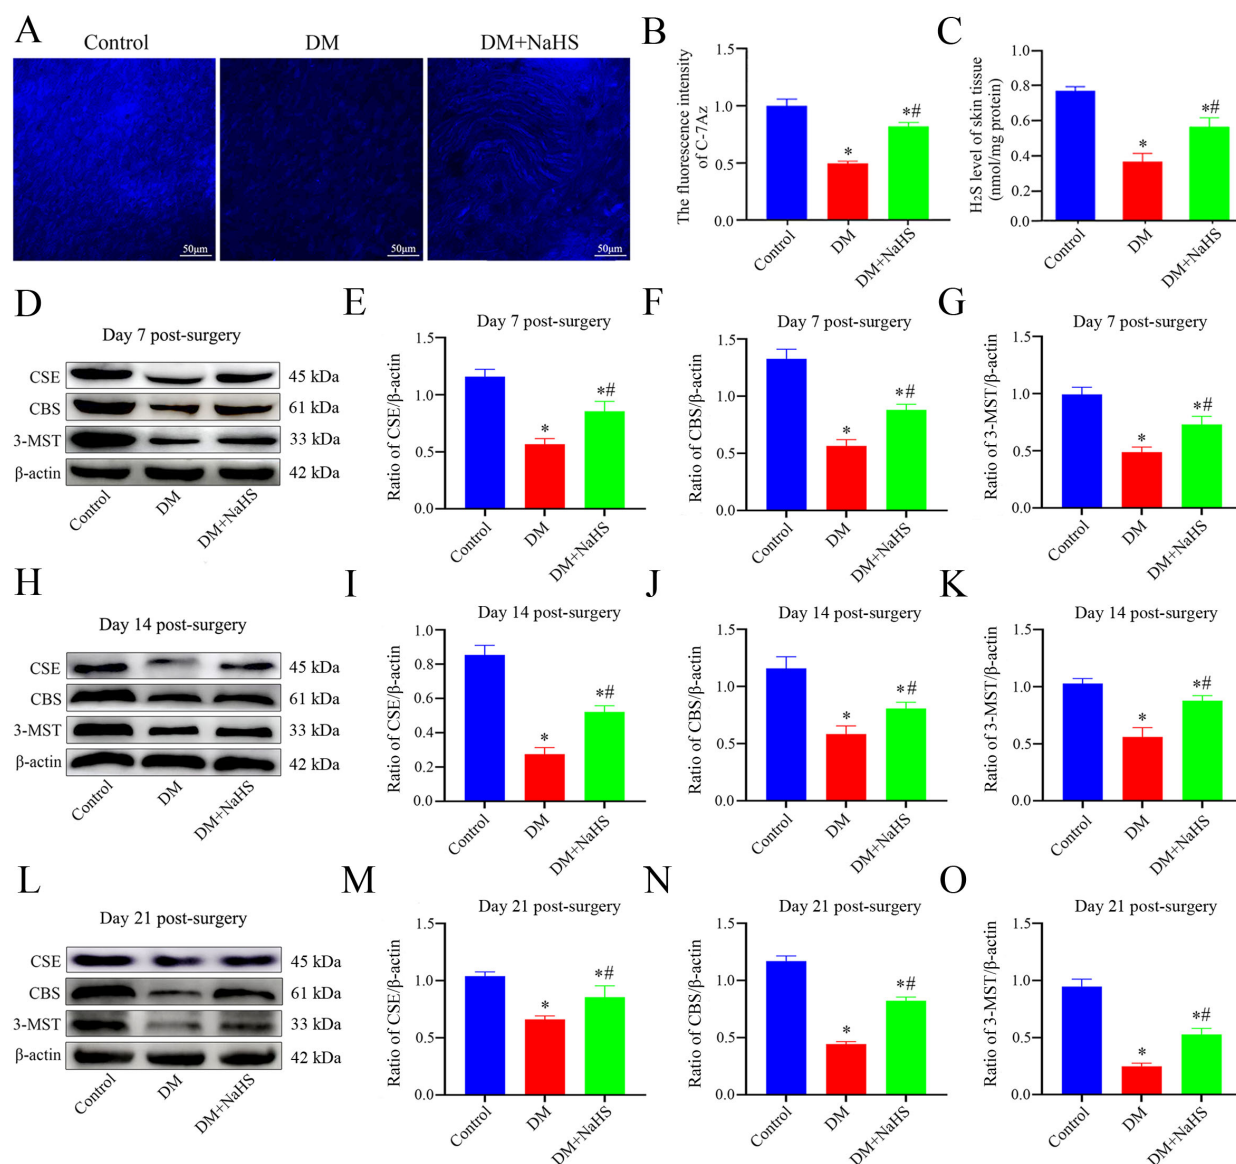 A
Control
DM
DM+NaHS
50μm
50μm
50μm
B
The fluorescence intensity
of C-7Az
1.5
1.0
0.5
0.0
*
*#
Control
DM
DM+NaHS
C
H2S level of skin tissue
(nmol/mg protein)
1.0
0.8
0.6
0.4
0.2
0.0
*
*#
Control
DM
DM+NaHS
D
Day 7 post-surgery
CSE 45 kDa
CBS 61 kDa
3-MST 33 kDa
β-actin 42 kDa
Control
DM
DM+NaHS
E
Day 7 post-surgery
Ratio of CSE/β-actin
1.5
1.0
0.5
0.0
*
*#
Control
DM
DM+NaHS
F
Day 7 post-surgery
Ratio of CBS/β-actin
1.5
1.0
0.5
0.0
*
*#
Control
DM
DM+NaHS
G
Day 7 post-surgery
Ratio of 3-MST/β-actin
1.5
1.0
0.5
0.0
*
*#
Control
DM
DM+NaHS
H
Day 14 post-surgery
CSE 45 kDa
CBS 61 kDa
3-MST 33 kDa
β-actin 42 kDa
Control
DM
DM+NaHS
I
Day 14 post-surgery
Ratio of CSE/β-actin
0.8
0.6
0.4
0.2
0.0
*
*#
Control
DM
DM+NaHS
J
Day 14 post-surgery
Ratio of CBS/β-actin
1.5
1.0
0.5
0.0
*
*#
Control
DM
DM+NaHS
K
Day 14 post-surgery
Ratio of 3-MST/β-actin
1.5
1.0
0.5
0.0
*
*#
Control
DM
DM+NaHS
L
Day 21 post-surgery
CSE 45 kDa
CBS 61 kDa
3-MST 33 kDa
β-actin 42 kDa
Control
DM
DM+NaHS
M
Day 21 post-surgery
Ratio of CSE/β-actin
1.5
1.0
0.5
0.0
*
*#
Control
DM
DM+NaHS
N
Day 21 post-surgery
Ratio of CBS/β-actin
1.5
1.0
0.5
0.0
*
*#
Control
DM
DM+NaHS
O
Day 21 post-surgery
Ratio of 3-MST/β-actin
1.5
1.0
0.5
0.0
*
*#
Control
DM
DM+NaHS